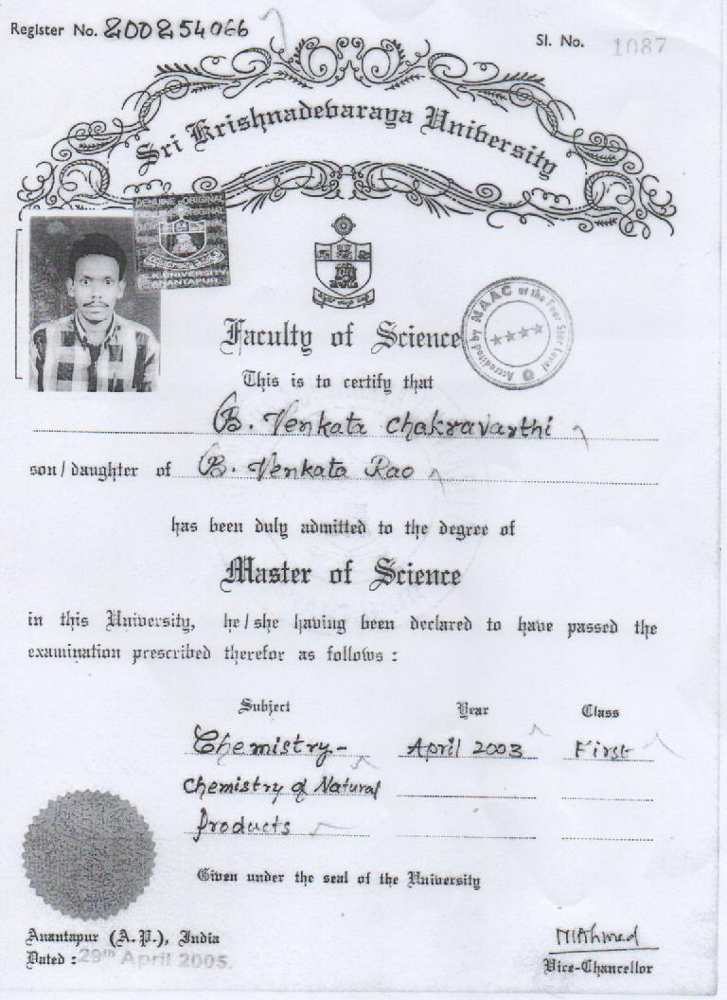 Register No. 200254066
Sl. No. 1087
Sri Krishnadevaraya University
GENUINE ORIGINAL
S.K.UNIVERSITY
ANANTAPUR
Accredited by NAAC at the Four Star Level
Faculty of Science
This is to certify that
B. Venkata Chakravarthi
son/daughter of B. Venkata Rao
has been duly admitted to the degree of
Master of Science
in this University, he/she having been declared to have passed the
examination prescribed therefor as follows :
Subject Year Class
Chemistry- April 2003 First
Chemistry of Natural
Products
Given under the seal of the University
Anantapur (A.P.), India
Dated : 29th April 2005.
Vice-Chancellor